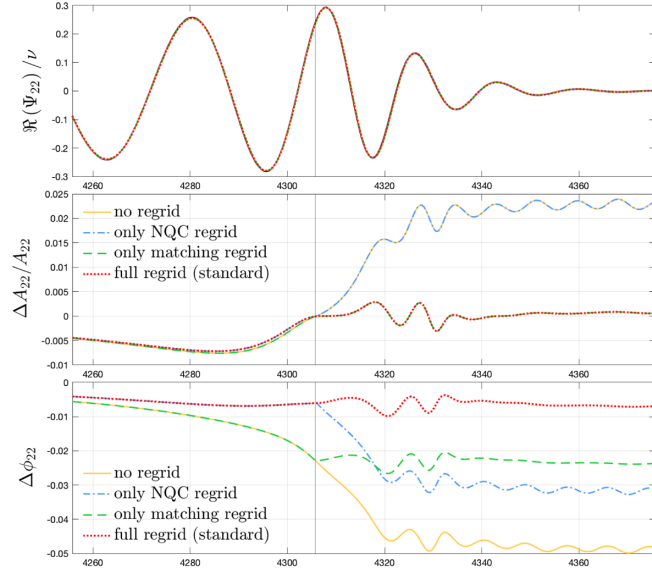 ℜ (Ψ₂₂) /ν
0.3
0.2
0.1
0
-0.1
-0.2
-0.3
4260 4280 4300 4320 4340 4360
ΔA₂₂/A₂₂
0.025
0.02
0.015
0.01
0.005
0
-0.005
-0.01
no regrid
only NQC regrid
only matching regrid
full regrid (standard)
4260 4280 4300 4320 4340 4360
Δϕ₂₂
0
-0.01
-0.02
-0.03
-0.04
-0.05
no regrid
only NQC regrid
only matching regrid
full regrid (standard)
4260 4280 4300 4320 4340 4360